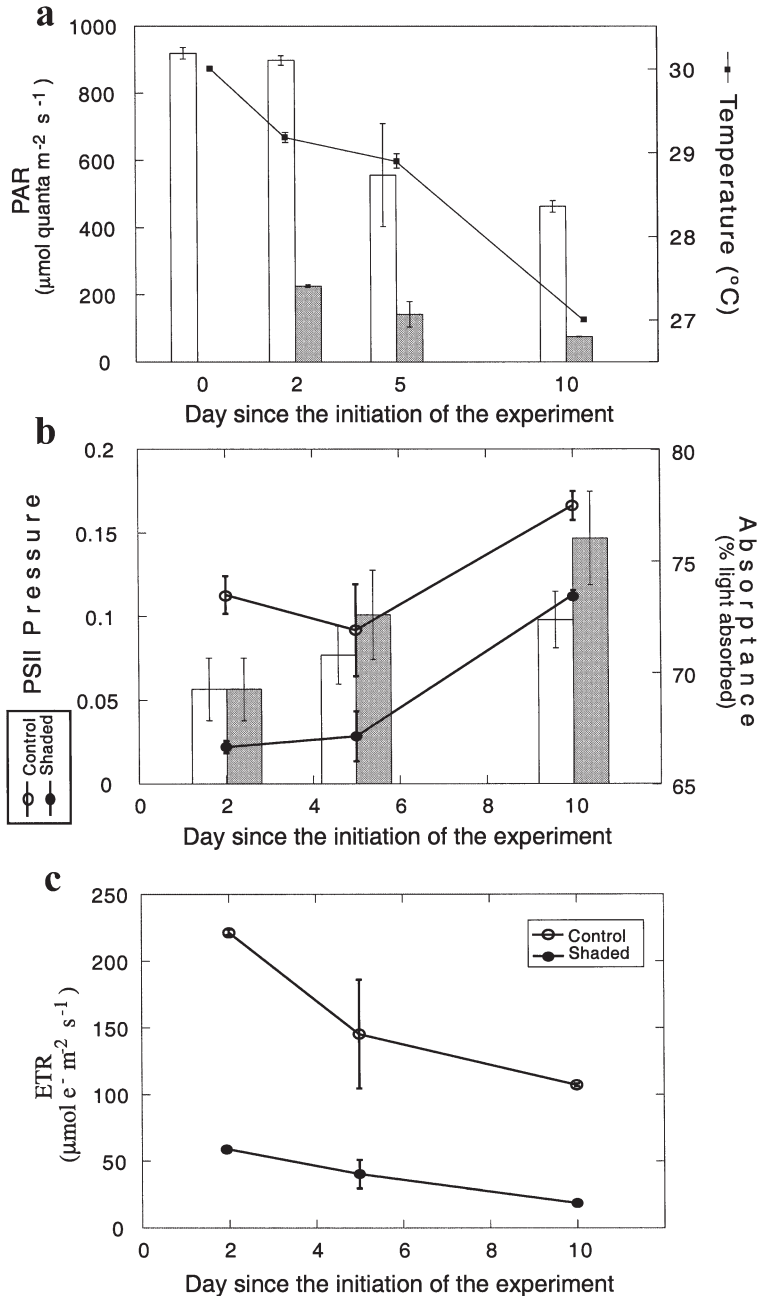 a
1000
800
600
400
200
0
PAR
(µmol quanta m-2 s -1 )
30
29
28
27
Temperature (°C)
0 2 5 10
Day since the initiation of the experiment
b
0.2
0.15
0.1
0.05
0
PSII Pressure
80
75
70
65
Absorptance
(% light absorbed)
Control
Shaded
0 2 4 6 8 10
Day since the initiation of the experiment
c
250
200
150
100
50
0
ETR
(µmol e- m-2 s-1 )
Control
Shaded
0 2 4 6 8 10
Day since the initiation of the experiment